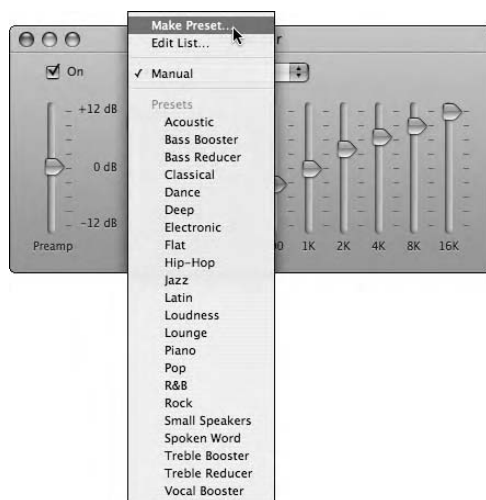 Make Preset...
Edit List...
r
On
✓ Manual
Presets
Acoustic
Bass Booster
Bass Reducer
Classical
Dance
Deep
Electronic
Flat
Hip-Hop
Jazz
Latin
Loudness
Lounge
Piano
Pop
R&B
Rock
Small Speakers
Spoken Word
Treble Booster
Treble Reducer
Vocal Booster
+12 dB
0 dB
-12 dB
Preamp
00 1K 2K 4K 8K 16K